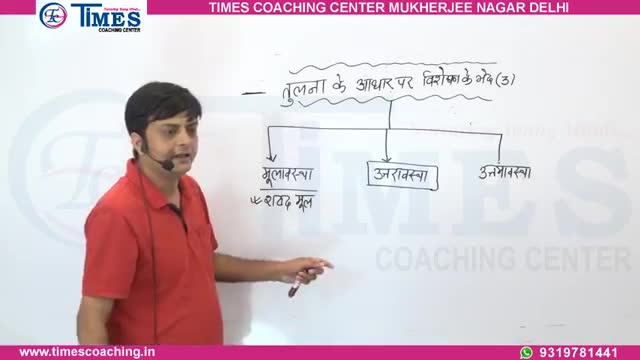 TIMES COACHING CENTER MUKHERJEE NAGAR DELHI
TIMES
COACHING CENTER
तुलना के आधार पर विशेषण के भेद (3)
मूलावस्था
उत्तरावस्था
उत्तमावस्था
शब्द मूल
TIMES
COACHING CENTER
www.timescoaching.in
9319781441